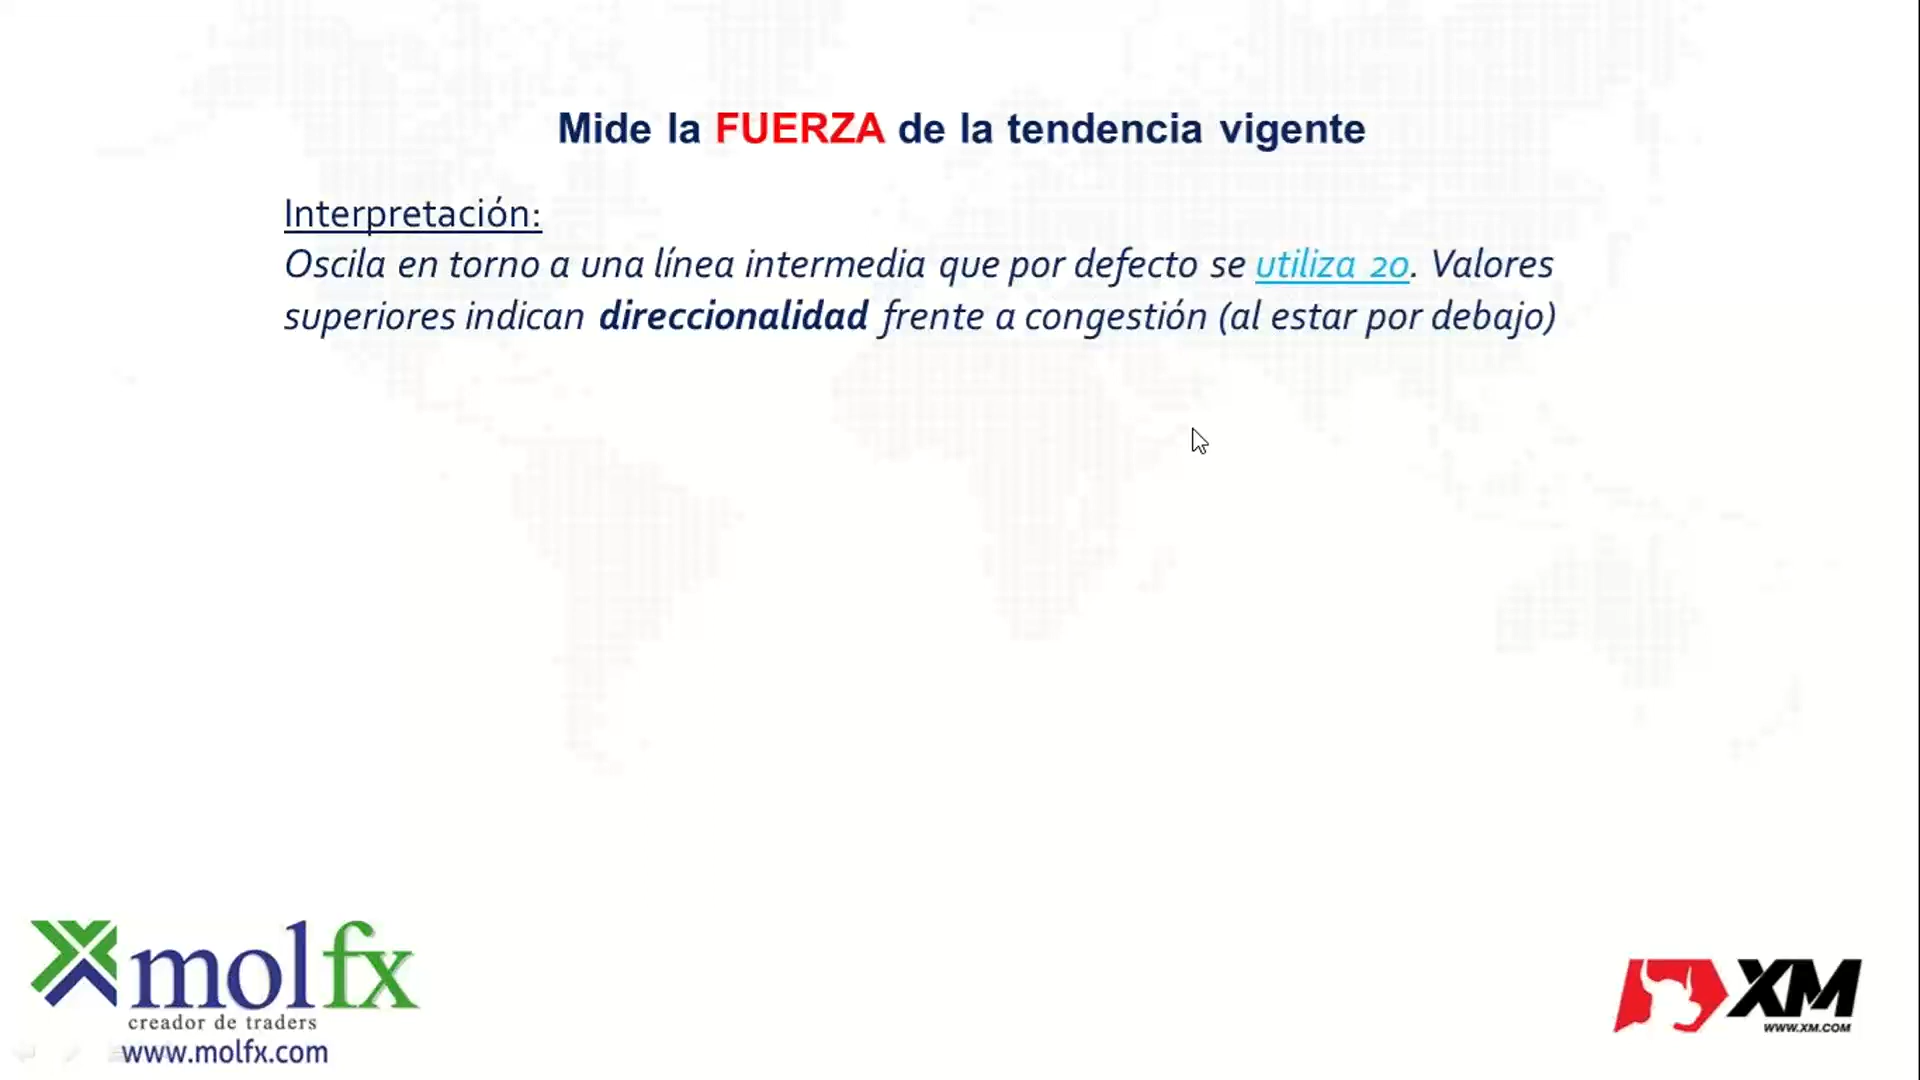 Mide la FUERZA de la tendencia vigente
Interpretación:
Oscila en torno a una línea intermedia que por defecto se utiliza 20. Valores
superiores indican direccionalidad frente a congestión (al estar por debajo)
molfx
creador de traders
www.molfx.com
XM
WWW.XM.COM